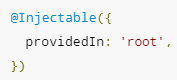 @Injectable({
  providedIn: 'root',
})